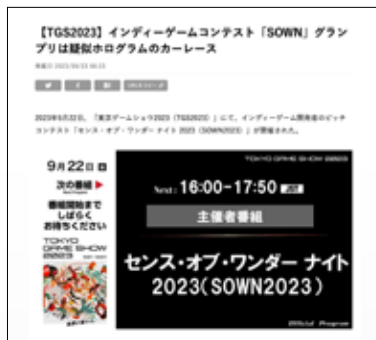 【TGS2023】インディーゲームコンテスト「SOWN」グラン
プリは疑似ホログラムのカーレース
2023年9月22日、「東京ゲームショウ2023（TGS2023）」にて、インディーゲーム開発者のピッチ
コンテスト「センス・オブ・ワンダー ナイト 2023（SOWN2023）」が開催された。
TOKYO GAME SHOW 2023
9月22日
次の番組▶
番組開始まで
しばらく
お待ちください
TOKYO
GAME SHOW
2023
Next : 16:00-17:50 JST
主催者番組
センス・オブ・ワンダー ナイト
2023(SOWN2023)
Official Program